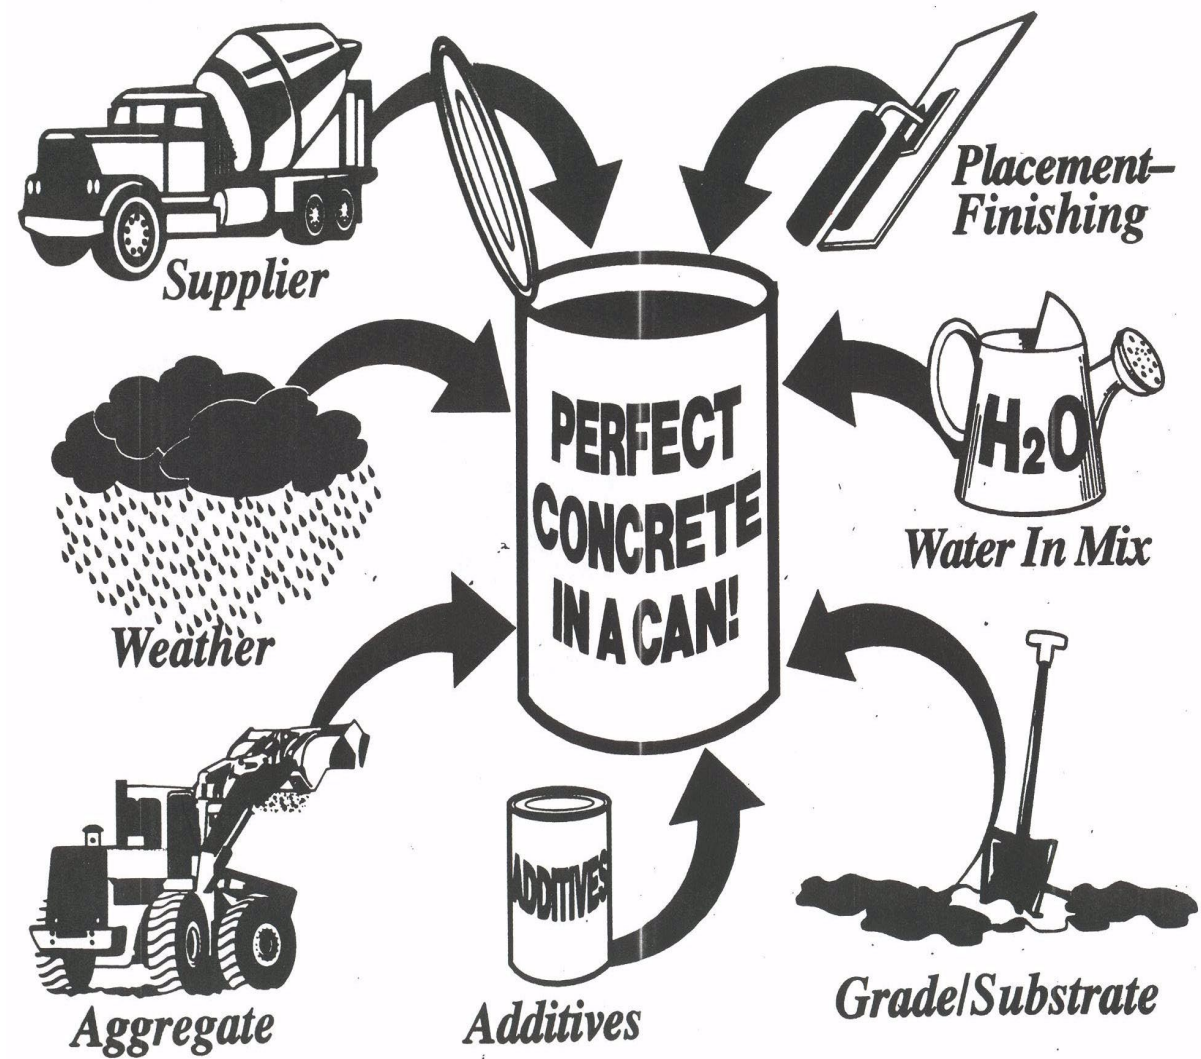 Supplier
Placement–
Finishing
PERFECT
CONCRETE
IN A CAN!
H2O
Water In Mix
Weather
ADDITIVES
Aggregate
Additives
Grade/Substrate